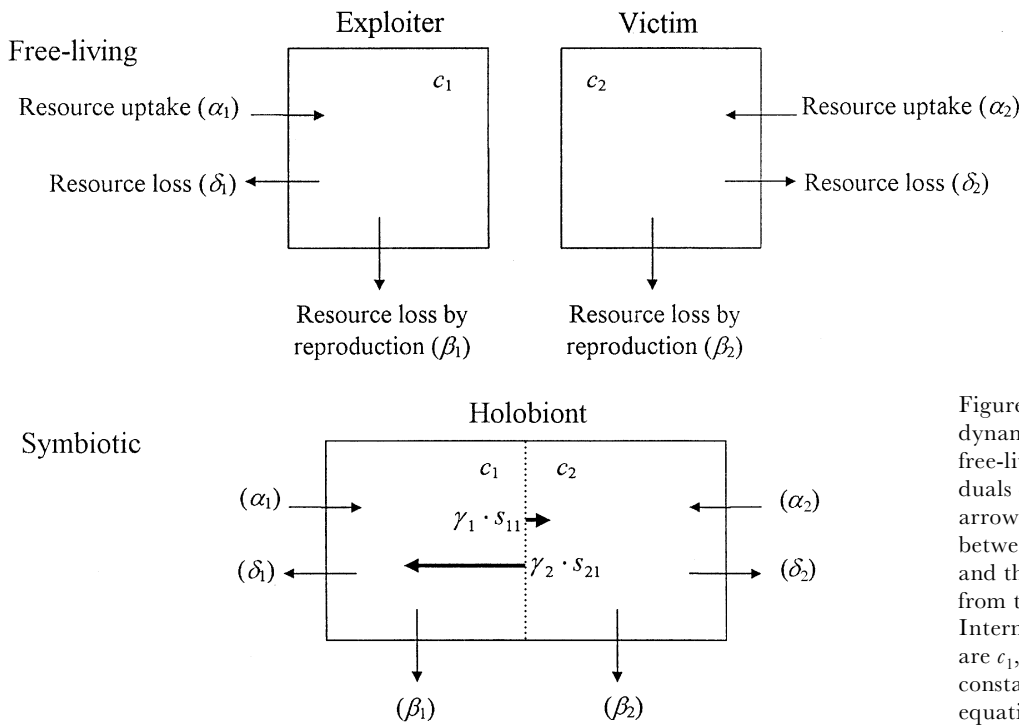 Exploiter
Victim
Free-living
c1
c2
Resource uptake (α1)
Resource uptake (α2)
Resource loss (δ1)
Resource loss (δ2)
Resource loss by
reproduction (β1)
Resource loss by
reproduction (β2)
Holobiont
Symbiotic
c1
c2
(α1)
(α2)
γ1 · s11
(δ1)
γ2 · s21
(δ2)
(β1)
(β2)
Figure
dynam
free-liv
duals
arrow
betwee
and th
from t
Intern
are c1,
consta
equati